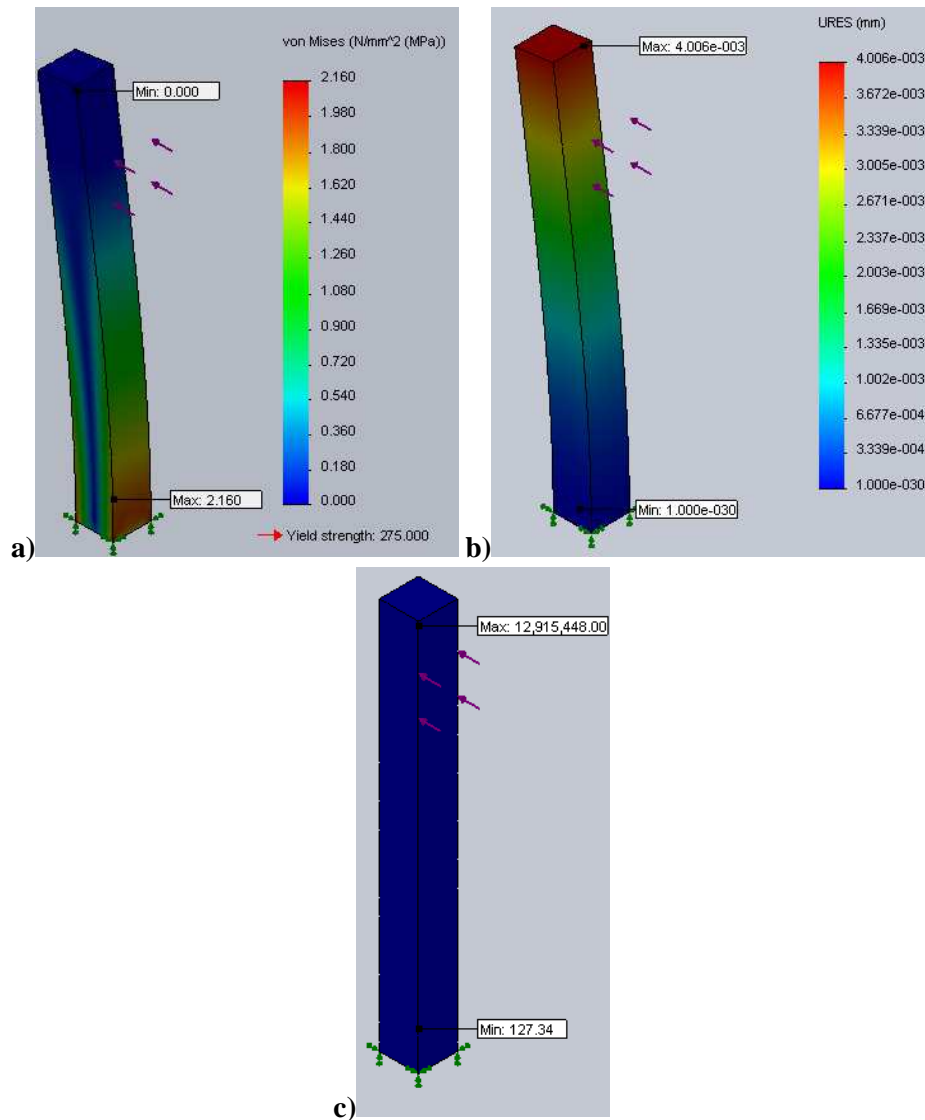 von Mises (N/mm^2 (MPa))
2.160
1.980
1.800
1.620
1.440
1.260
1.080
0.900
0.720
0.540
0.360
0.180
0.000
Min: 0.000
Max: 2.160
Yield strength: 275.000
a)
URES (mm)
4.006e-003
3.672e-003
3.339e-003
3.005e-003
2.671e-003
2.337e-003
2.003e-003
1.669e-003
1.335e-003
1.002e-003
6.677e-004
3.339e-004
1.000e-030
Max: 4.006e-003
Min: 1.000e-030
b)
Max: 12,915,448.00
Min: 127.34
c)